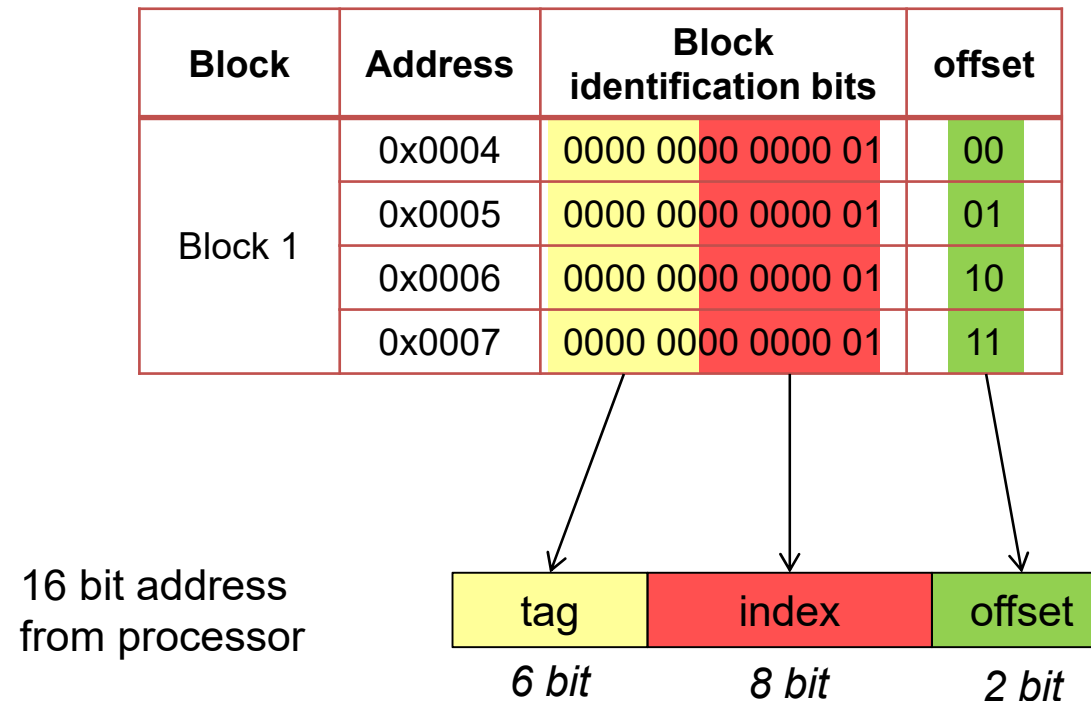 Block Address Block identification bits offset
Block 1
0x0004 0000 0000 0000 01 00
0x0005 0000 0000 0000 01 01
0x0006 0000 0000 0000 01 10
0x0007 0000 0000 0000 01 11
16 bit address
from processor
tag index offset
6 bit 8 bit 2 bit